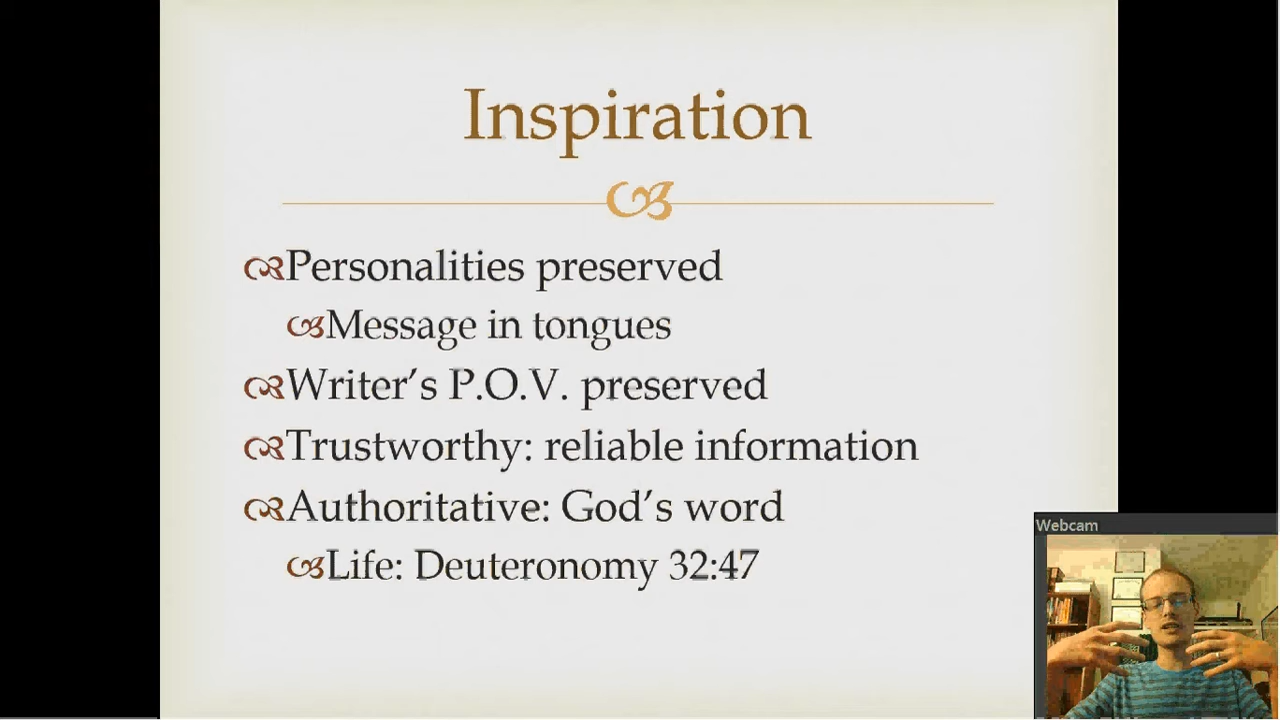 Inspiration
Personalities preserved
Message in tongues
Writer's P.O.V. preserved
Trustworthy: reliable information
Authoritative: God's word
Life: Deuteronomy 32:47
Webcam